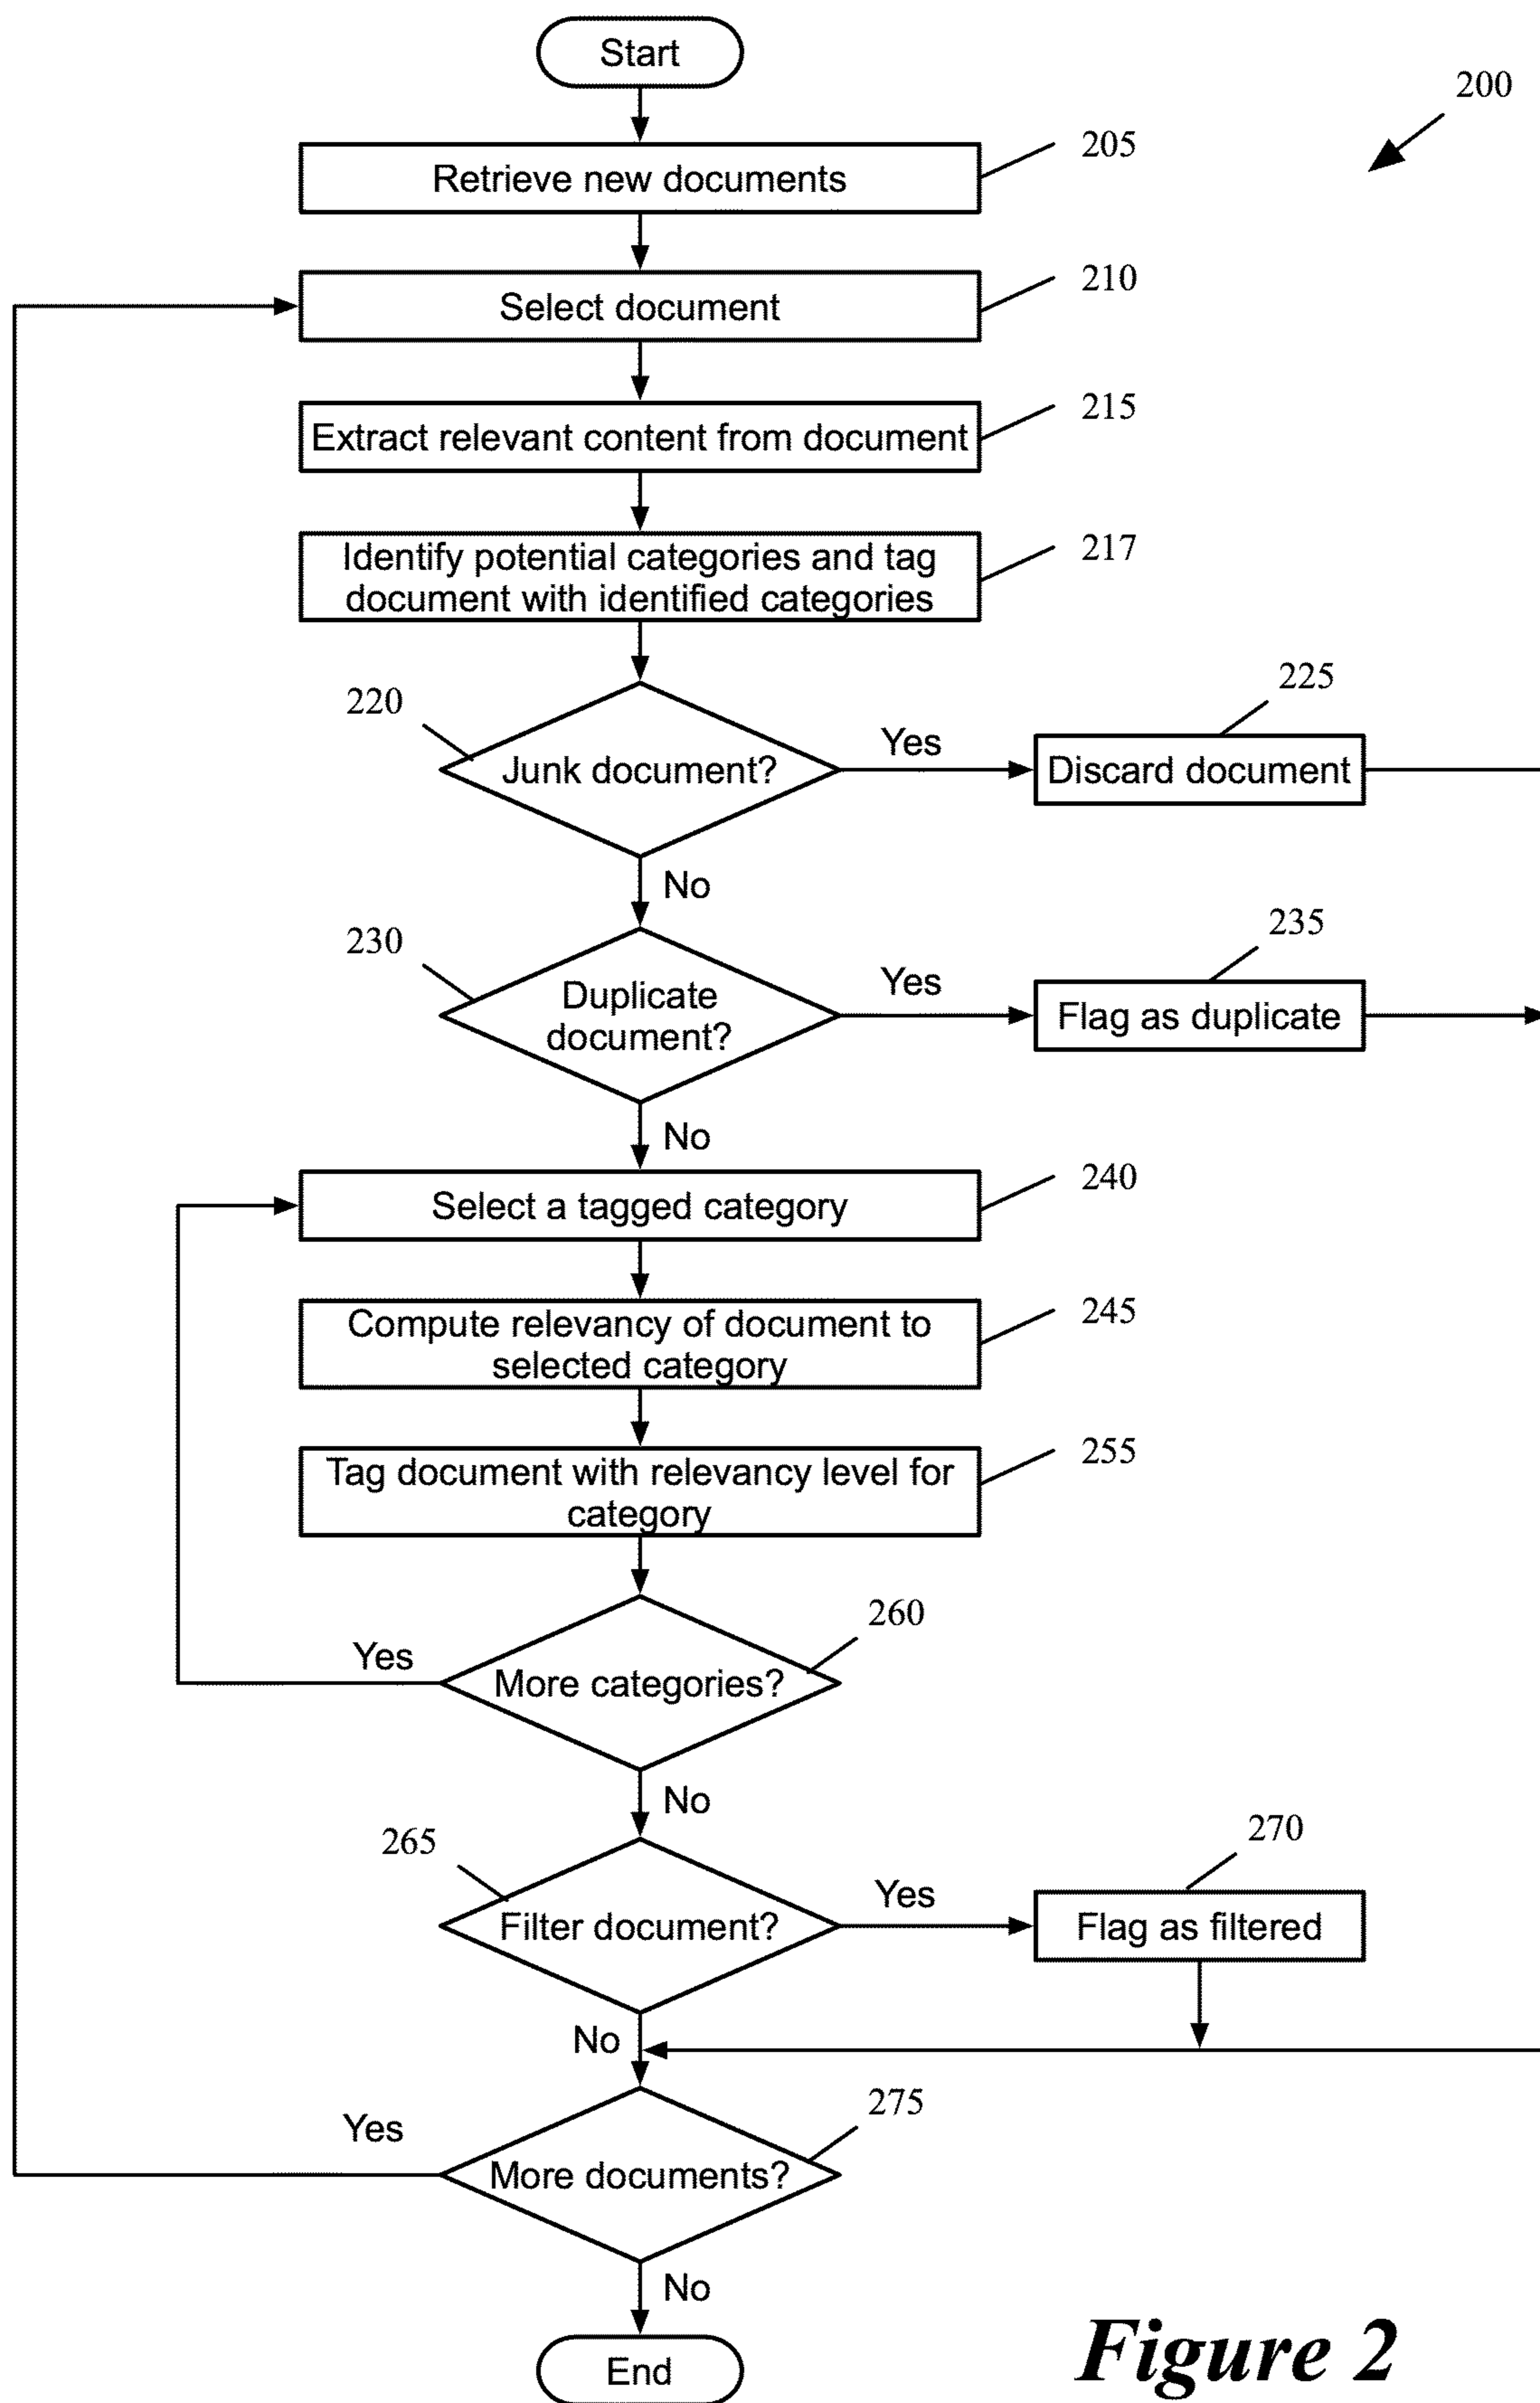 Start
200
205
Retrieve new documents
210
Select document
215
Extract relevant content from document
217
Identify potential categories and tag
document with identified categories
220
Junk document?
Yes
225
Discard document
No
230
Duplicate
document?
Yes
235
Flag as duplicate
No
240
Select a tagged category
245
Compute relevancy of document to
selected category
255
Tag document with relevancy level for
category
260
More categories?
Yes
No
265
Filter document?
Yes
270
Flag as filtered
No
275
More documents?
Yes
No
End
Figure 2